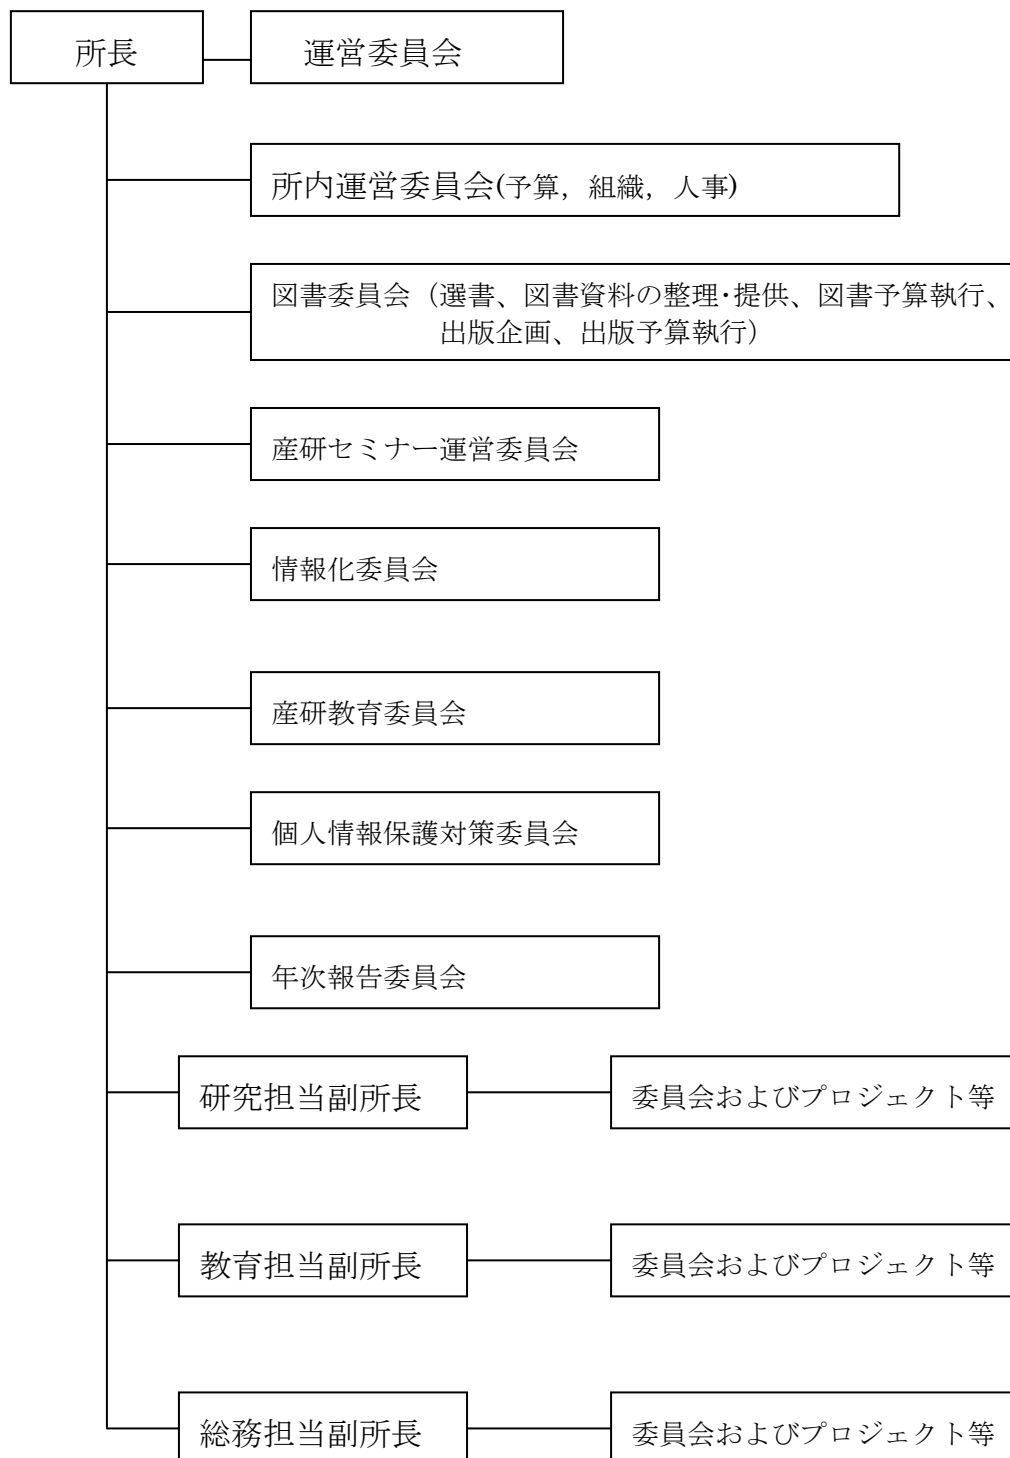 所長
運営委員会
所内運営委員会(予算，組織，人事)
図書委員会（選書、図書資料の整理･提供、図書予算執行、
出版企画、出版予算執行）
産研セミナー運営委員会
情報化委員会
産研教育委員会
個人情報保護対策委員会
年次報告委員会
研究担当副所長
委員会およびプロジェクト等
教育担当副所長
委員会およびプロジェクト等
総務担当副所長
委員会およびプロジェクト等